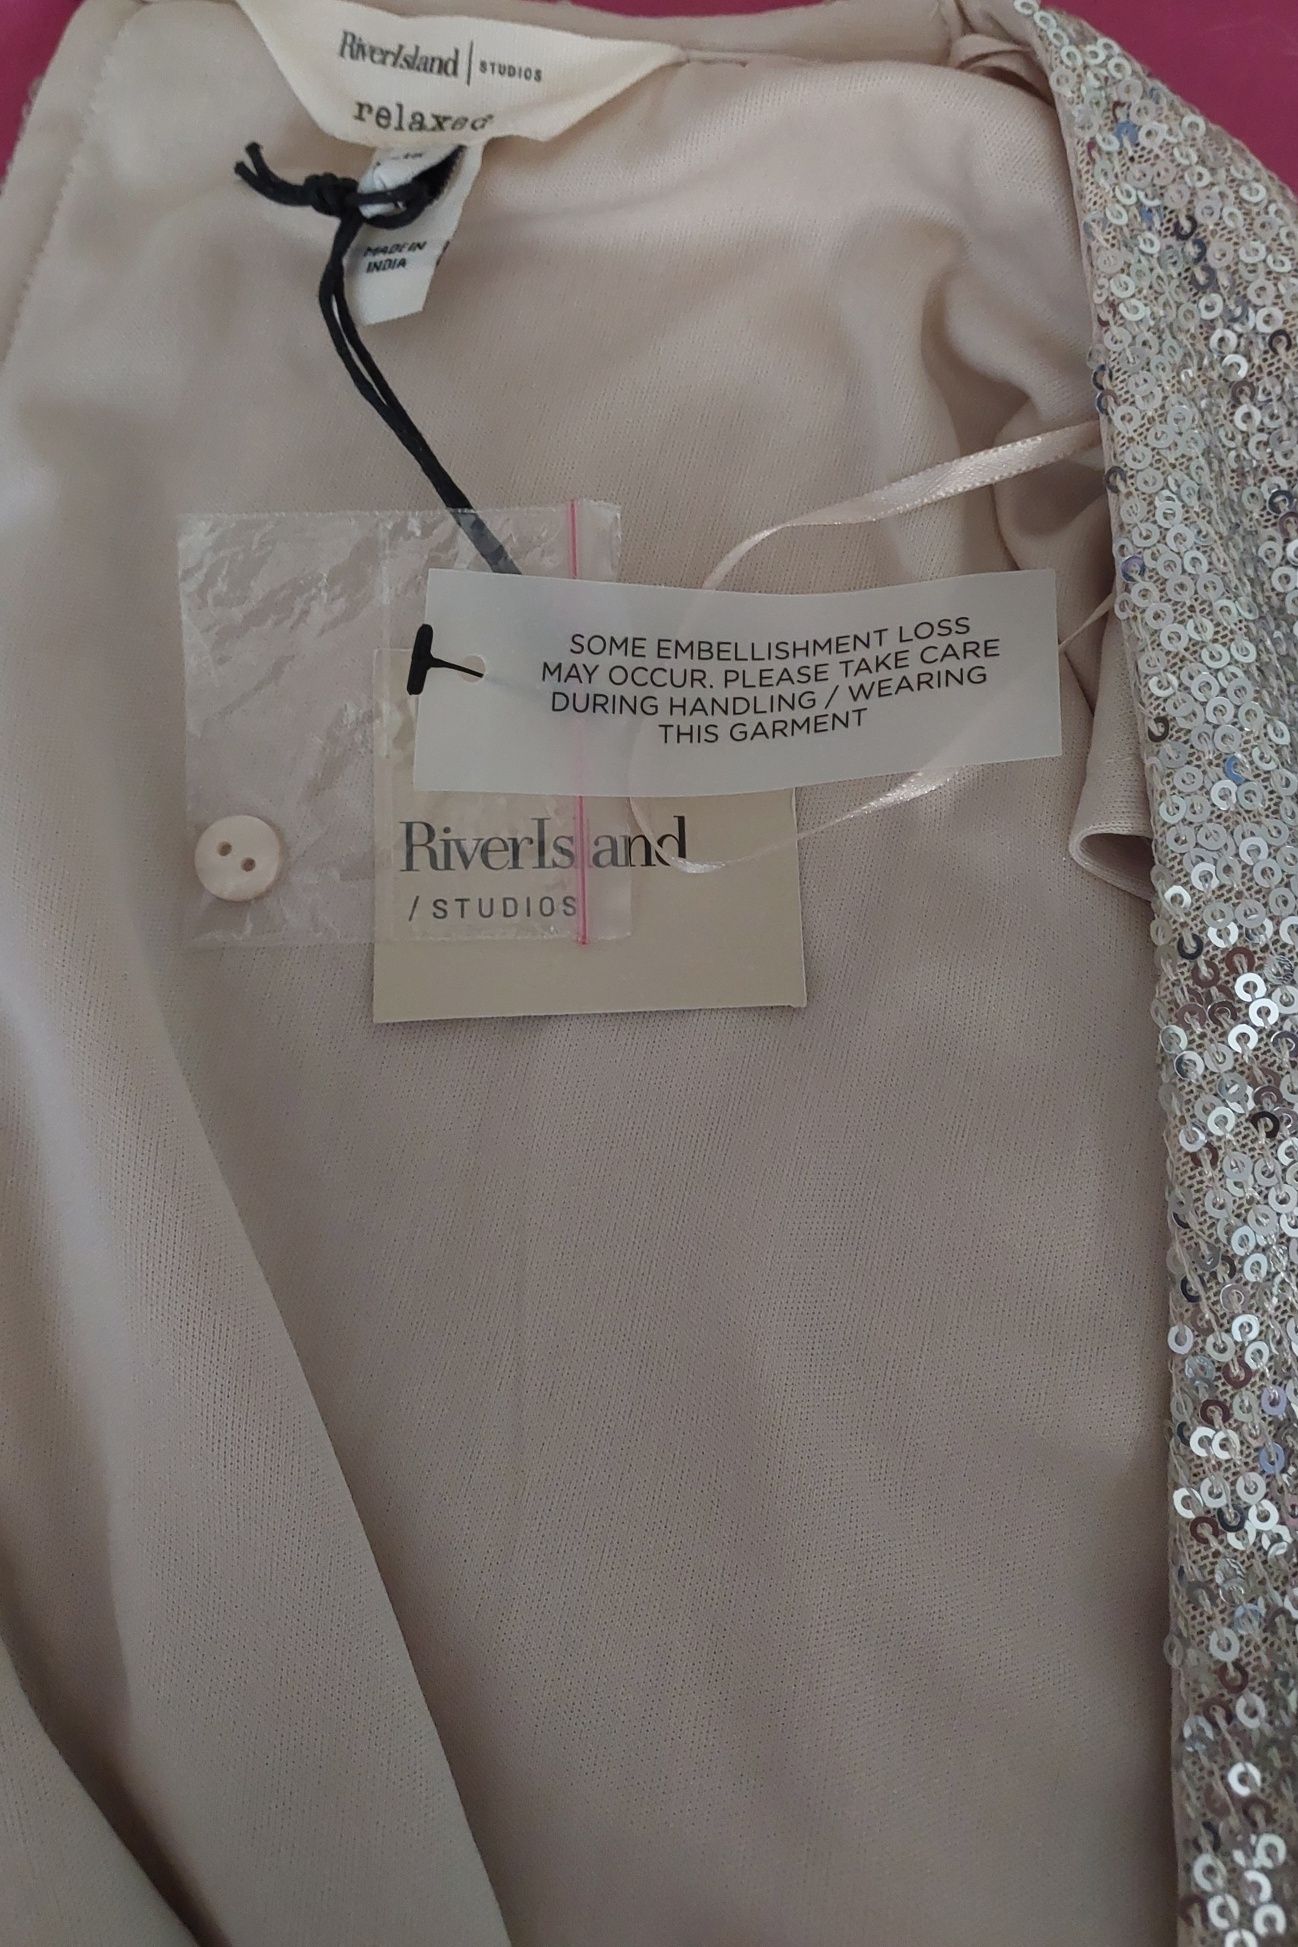 RiverIsland | STUDIOS
relaxed
MADE IN
INDIA
SOME EMBELLISHMENT LOSS
MAY OCCUR. PLEASE TAKE CARE
DURING HANDLING / WEARING
THIS GARMENT
RiverIsland
/ STUDIOS